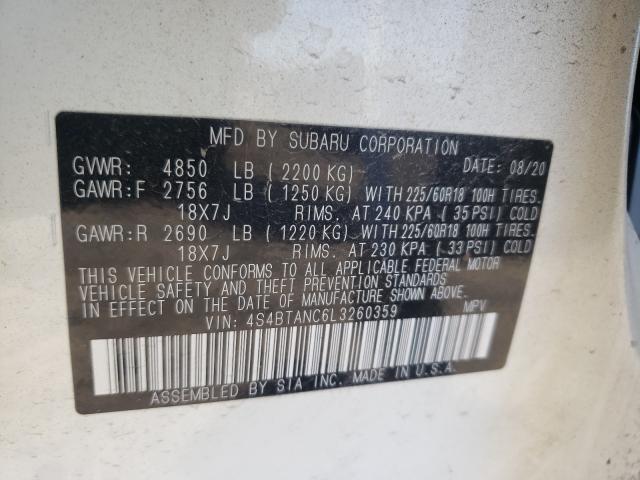 MFD BY SUBARU CORPORATION
GVWR: 4850 LB (2200 KG) DATE: 08/20
GAWR:F 2756 LB (1250 KG) WITH 225/60R18 100H TIRES.
18X7J RIMS. AT 240 KPA (35 PSI) COLD
GAWR:R 2690 LB (1220 KG) WITH 225/60R18 100H TIRES.
18X7J RIMS. AT 230 KPA (33 PSI) COLD
THIS VEHICLE CONFORMS TO ALL APPLICABLE FEDERAL MOTOR
VEHICLE SAFETY AND THEFT PREVENTION STANDARDS
IN EFFECT ON THE DATE OF MANUFACTURE SHOWN ABOVE.
VIN: 4S4BTANC6L3260359 MPV
ASSEMBLED BY SIA INC. MADE IN U.S.A.